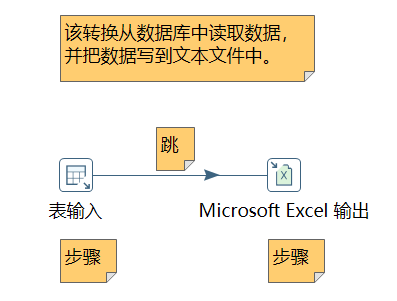 该转换从数据库中读取数据，
并把数据写到文本文件中。
跳
表输入
Microsoft Excel 输出
步骤
步骤